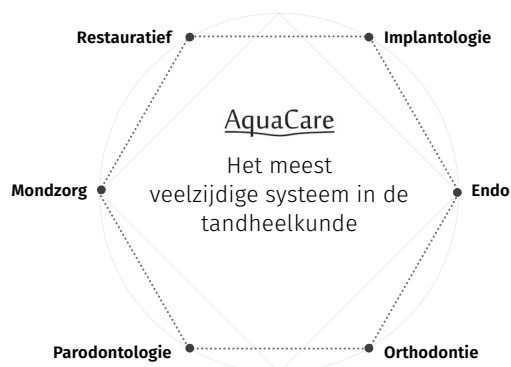 Restauratief
Implantologie
AquaCare
Het meest
veelzijdige systeem in de
tandheelkunde
Mondzorg
Endo
Parodontologie
Orthodontie